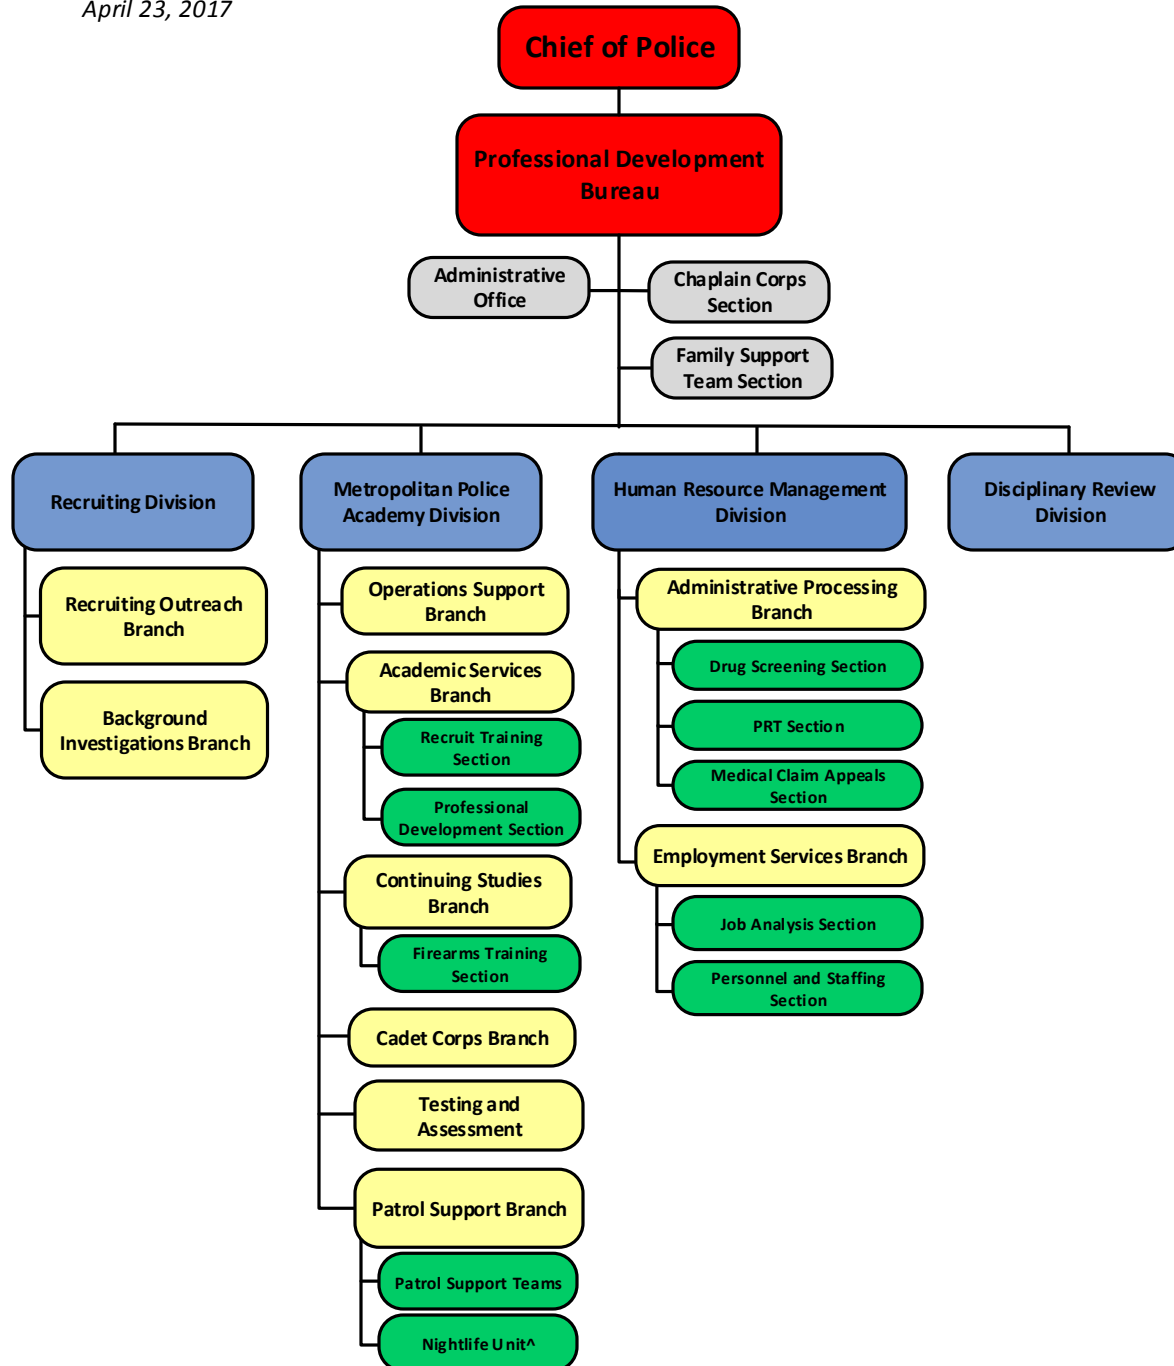 April 23, 2017
Chief of Police
Professional Development
Bureau
Administrative
Office
Chaplain Corps
Section
Family Support
Team Section
Recruiting Division
Metropolitan Police
Academy Division
Human Resource Management
Division
Disciplinary Review
Division
Recruiting Outreach
Branch
Background
Investigations Branch
Operations Support
Branch
Academic Services
Branch
Recruit Training
Section
Professional
Development Section
Continuing Studies
Branch
Firearms Training
Section
Cadet Corps Branch
Testing and
Assessment
Patrol Support Branch
Patrol Support Teams
Nightlife Unit^
Administrative Processing
Branch
Drug Screening Section
PRT Section
Medical Claim Appeals
Section
Employment Services Branch
Job Analysis Section
Personnel and Staffing
Section